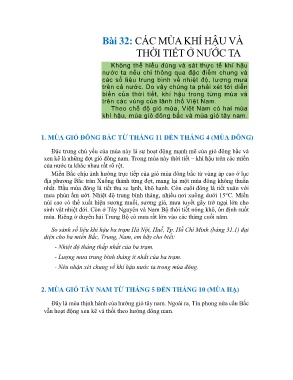 Bài 32: CÁC MÙA KHÍ HẬU VÀ
THỜI TIẾT Ở NƯỚC TA
Không thể hiểu đúng và sát thực tế khí hậu
nước ta nếu chỉ thông qua đặc điểm chung và
các số liệu trung bình về nhiệt độ, lượng mưa
trên cả nước. Do vậy chúng ta phải xét tới diễn
biến của thời tiết, khí hậu trong từng mùa và
trên các vùng của lãnh thổ Việt Nam.
Theo chế độ gió mùa, Việt Nam có hai mùa
khí hậu, mùa gió đông bắc và mùa gió tây nam.
1. MÙA GIÓ ĐÔNG BẮC TỪ THÁNG 11 ĐẾN THÁNG 4 (MÙA ĐÔNG)
Đặc trưng chủ yếu của mùa này là sự hoạt động mạnh mẽ của gió đông bắc và
xen kẽ là những đợt gió đông nam. Trong mùa này thời tiết – khí hậu trên các miền
của nước ta khác nhau rất rõ rệt.
Miền Bắc chịu ảnh hưởng trực tiếp của gió mùa đông bắc từ vùng áp cao ở lục
địa phương Bắc tràn Xuống thành từng đợt, mang lại một mùa đông không thuần
nhất. Đầu mùa đông là tiết thu se lạnh, khô hanh. Còn cuối đông là tiết xuân với
mưa phùn ẩm ướt. Nhiệt độ trung bình tháng, nhiều nơi xuống dưới 15°C. Miền
núi cao có thể xuất hiện sương muối, sương giá, mưa tuyết gây trở ngại lớn cho
sinh vật nhiệt đới. Còn ở Tây Nguyên và Nam Bộ thời tiết nóng khô, ổn định suốt
mùa. Riêng ở duyên hải Trung Bộ có mưa rất lớn vào các tháng cuối năm.
So sánh số liệu khí hậu ba trạm Hà Nội, Huế, Tp. Hồ Chí Minh (bảng 31.1) đại
diện cho ba miền Bắc, Trung, Nam, em hãy cho biết:
- Nhiệt độ tháng thấp nhất của ba trạm.
- Lượng mưa trung bình tháng ít nhất của ba trạm.
- Nêu nhận xét chung về khí hậu nước ta trong mùa đông.
2. MÙA GIÓ TÂY NAM TỪ THÁNG 5 ĐẾN THÁNG 10 (MÙA HẠ)
Đây là mùa thịnh hành của hướng gió tây nam. Ngoài ra, Tín phong nửa cầu Bắc
vẫn hoạt động xen kẽ và thổi theo hướng đông nam.